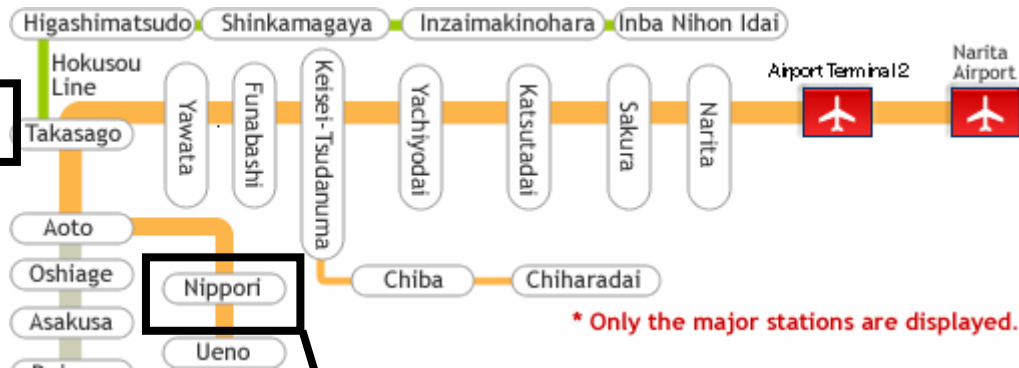 Higashimatsudo
Shinkamagaya
Inzaimakinohara
Inba Nihon Idai
Hokusou
Line
Takasago
Yawata
Funabashi
Keisei-Tsudanuma
Yachiyodai
Katsutadai
Sakura
Narita
Airport Terminal 2
Narita
Airport
Aoto
Oshiage
Asakusa
Nippori
Ueno
Chiba
Chiharadai
* Only the major stations are displayed.